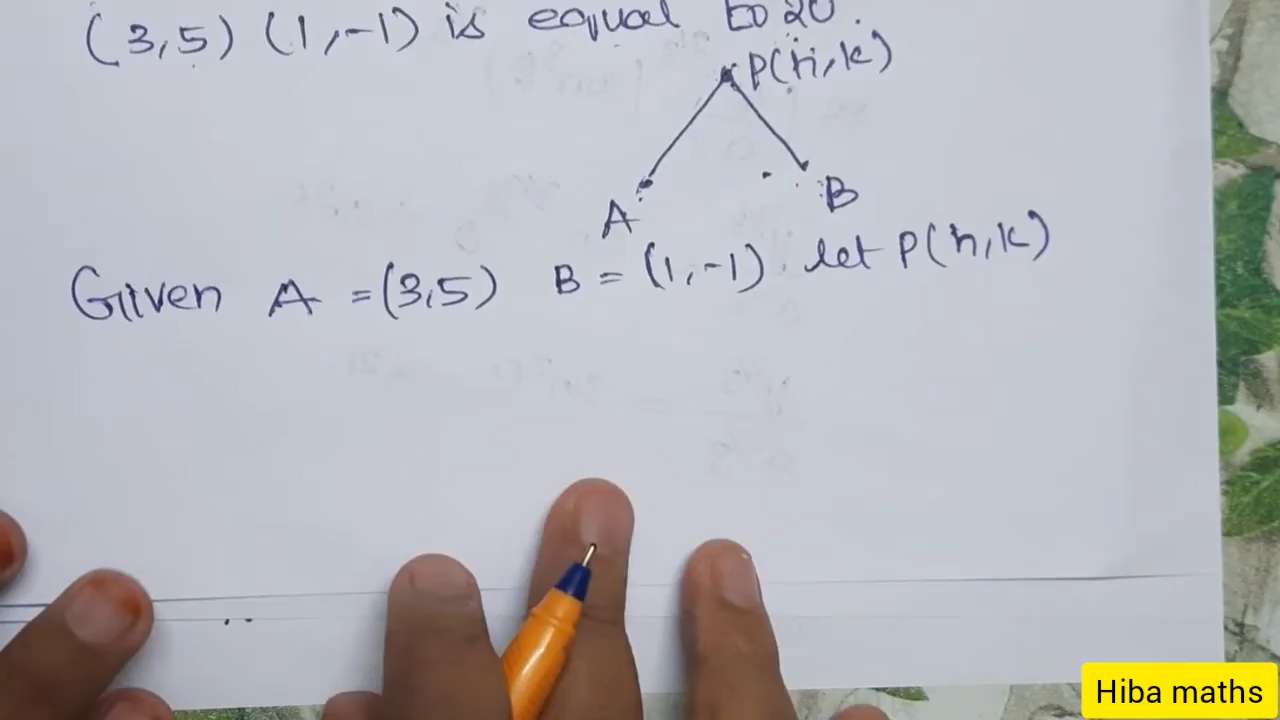 (3,5) (1,-1) is equal to 20.
P(h,k)
A
B
Given A = (3,5) B = (1,-1). let P(h,k)
Hiba maths